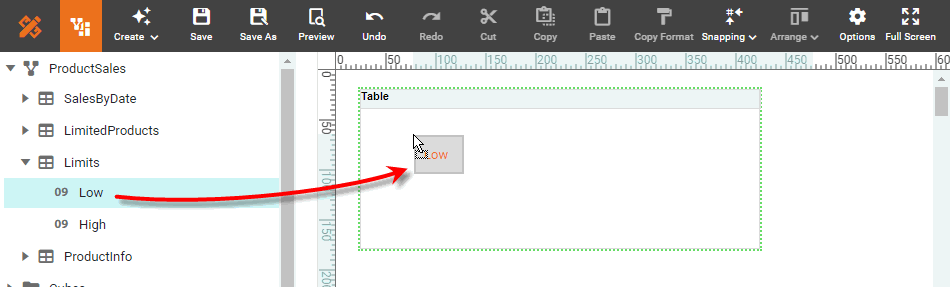 Create Save Save As Preview Undo Redo Cut Copy Paste Copy Format Snapping Arrange Options Full Screen
ProductSales
SalesByDate
LimitedProducts
Limits
09 Low
09 High
ProductInfo
0 50 100 150 200 250 300 350 400 450 500 550
0
50
100
150
200
Table
Low